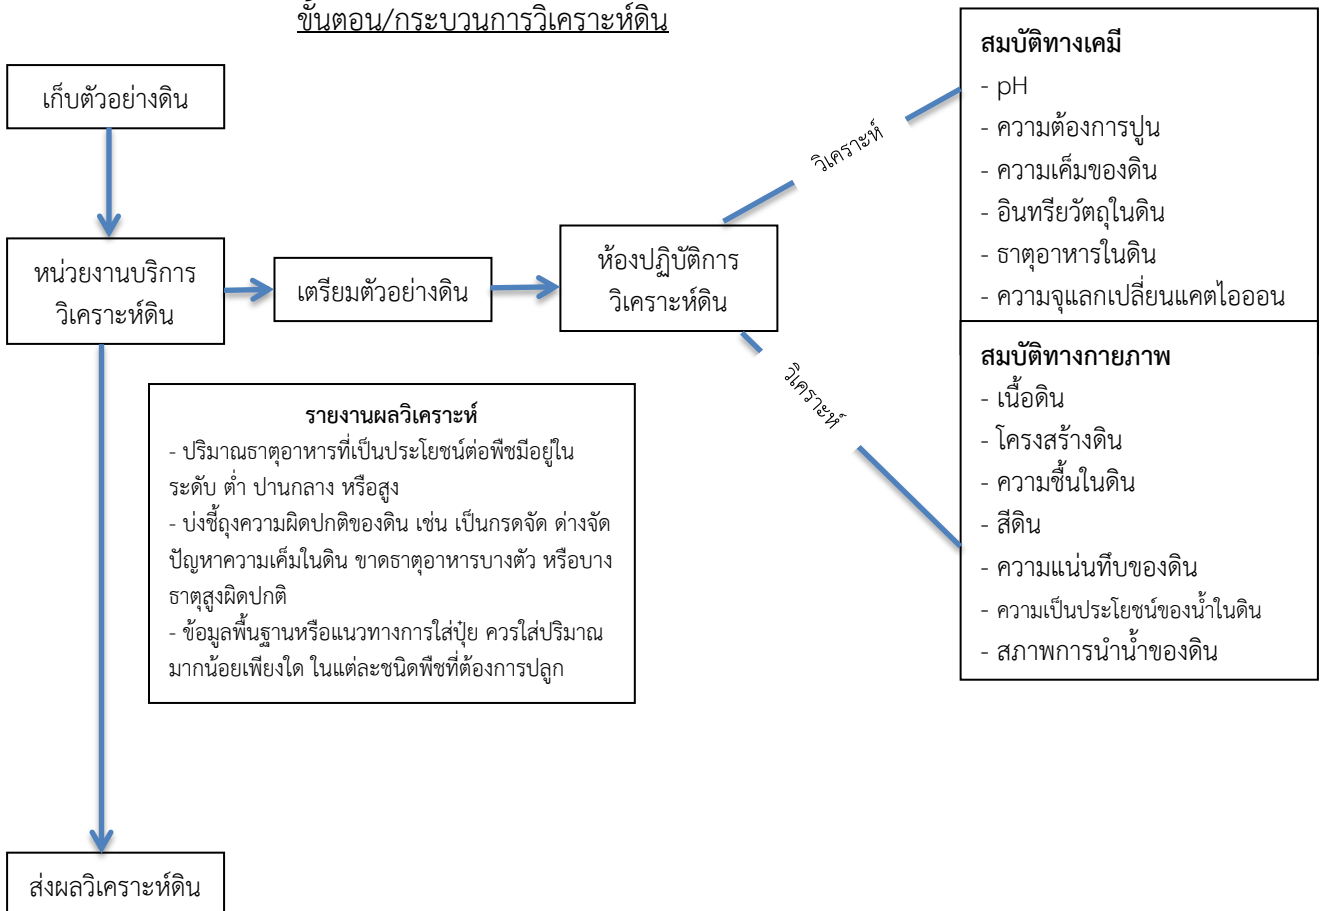 ขั้นตอน/กระบวนการวิเคราะห์ดิน
เก็บตัวอย่างดิน
หน่วยงานบริการ
วิเคราะห์ดิน
เตรียมตัวอย่างดิน
ห้องปฏิบัติการ
วิเคราะห์ดิน
วิเคราะห์
วิเคราะห์
สมบัติทางเคมี
- pH
- ความต้องการปูน
- ความเค็มของดิน
- อินทรียวัตถุในดิน
- ธาตุอาหารในดิน
- ความจุแลกเปลี่ยนแคตไอออน
สมบัติทางกายภาพ
- เนื้อดิน
- โครงสร้างดิน
- ความชื้นในดิน
- สีดิน
- ความแน่นทึบของดิน
- ความเป็นประโยชน์ของน้ำในดิน
- สภาพการนำน้ำของดิน
รายงานผลวิเคราะห์
- ปริมาณธาตุอาหารที่เป็นประโยชน์ต่อพืชมีอยู่ใน
ระดับ ต่ำ ปานกลาง หรือสูง
- บ่งชี้ถุงความผิดปกติของดิน เช่น เป็นกรดจัด ด่างจัด
ปัญหาความเค็มในดิน ขาดธาตุอาหารบางตัว หรือบาง
ธาตุสูงผิดปกติ
- ข้อมูลพื้นฐานหรือแนวทางการใส่ปุ๋ย ควรใส่ปริมาณ
มากน้อยเพียงใด ในแต่ละชนิดพืชที่ต้องการปลูก
ส่งผลวิเคราะห์ดิน